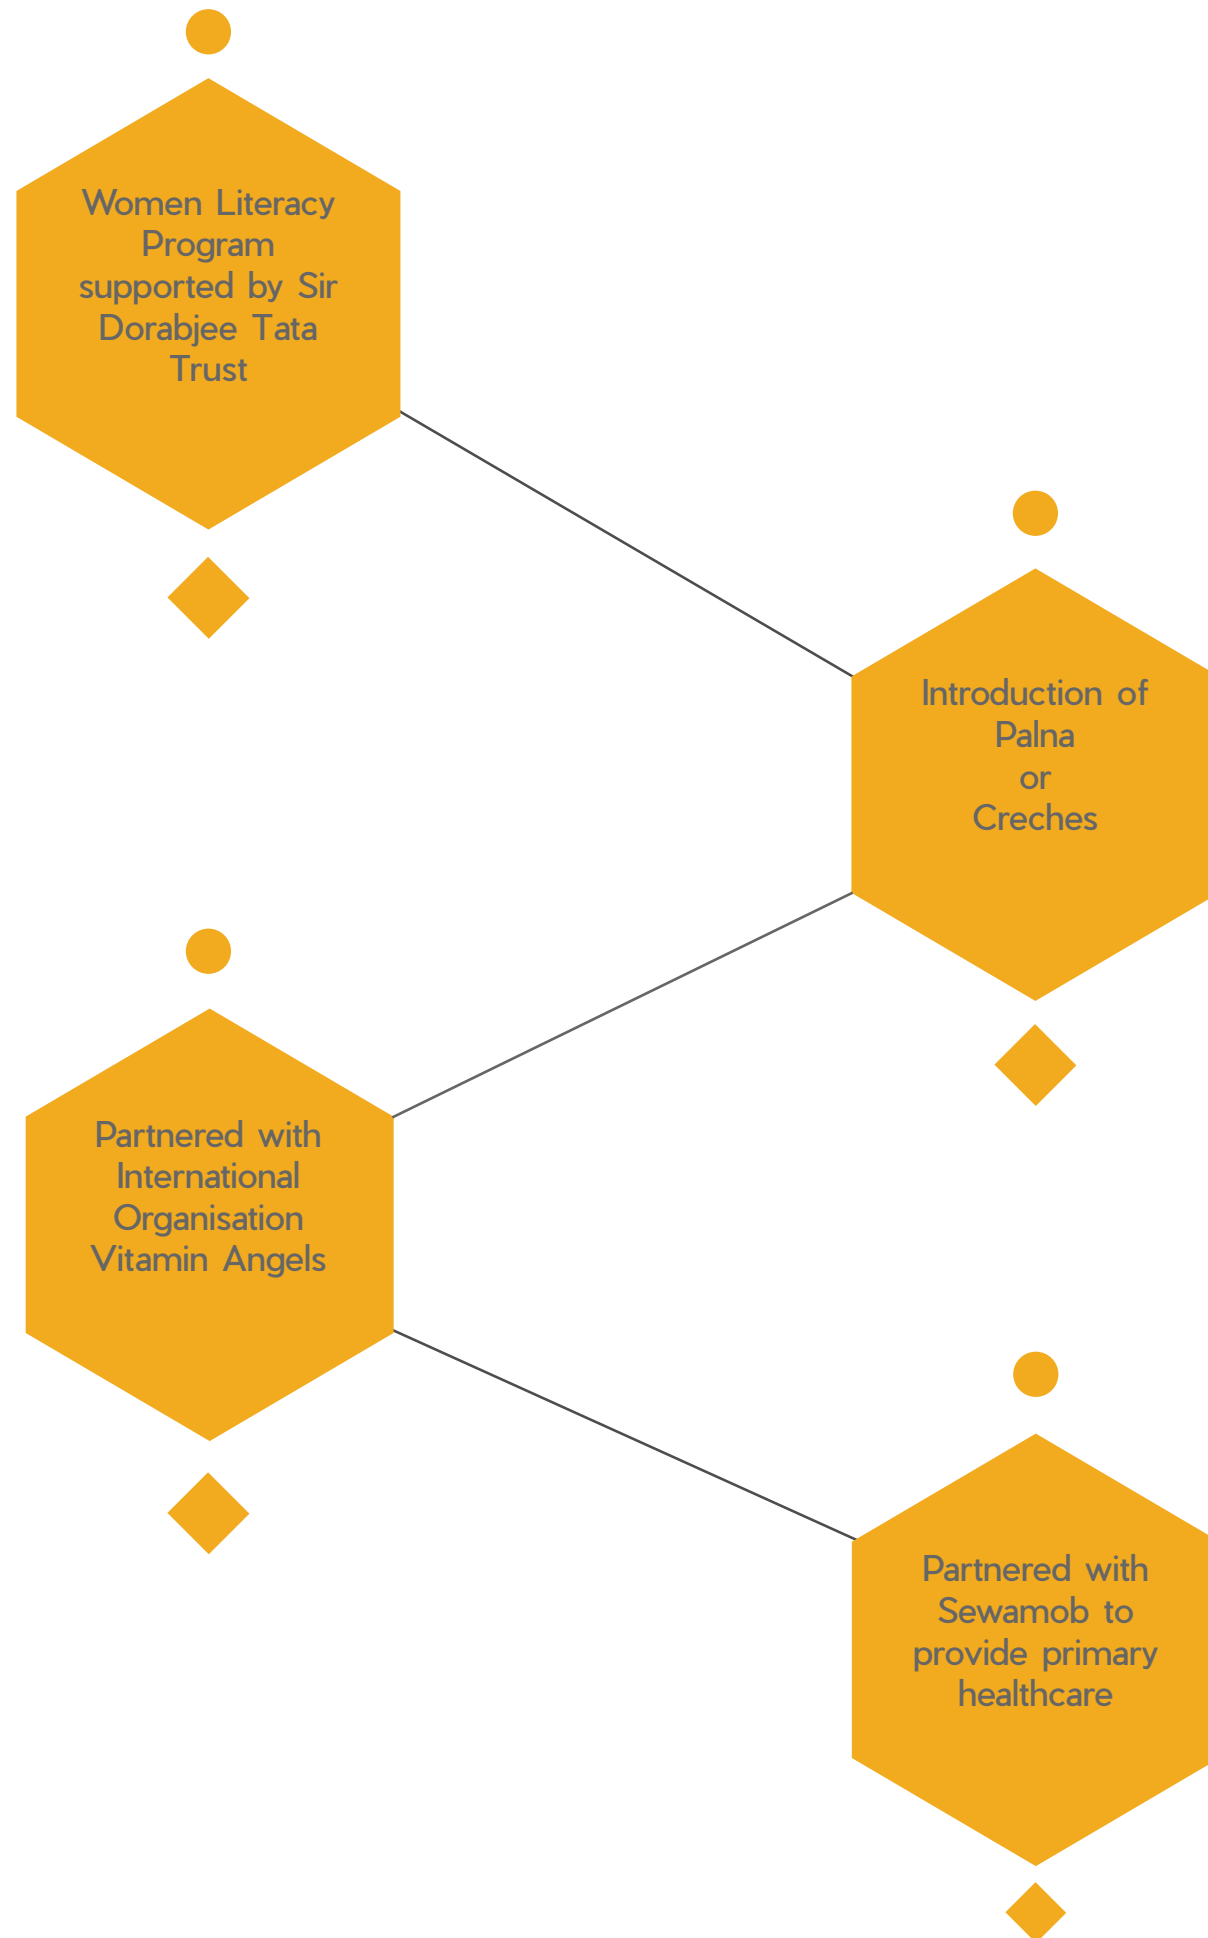 Women Literacy
Program
supported by Sir
Dorabjee Tata
Trust
Introduction of
Palna
or
Creches
Partnered with
International
Organisation
Vitamin Angels
Partnered with
Sewamob to
provide primary
healthcare